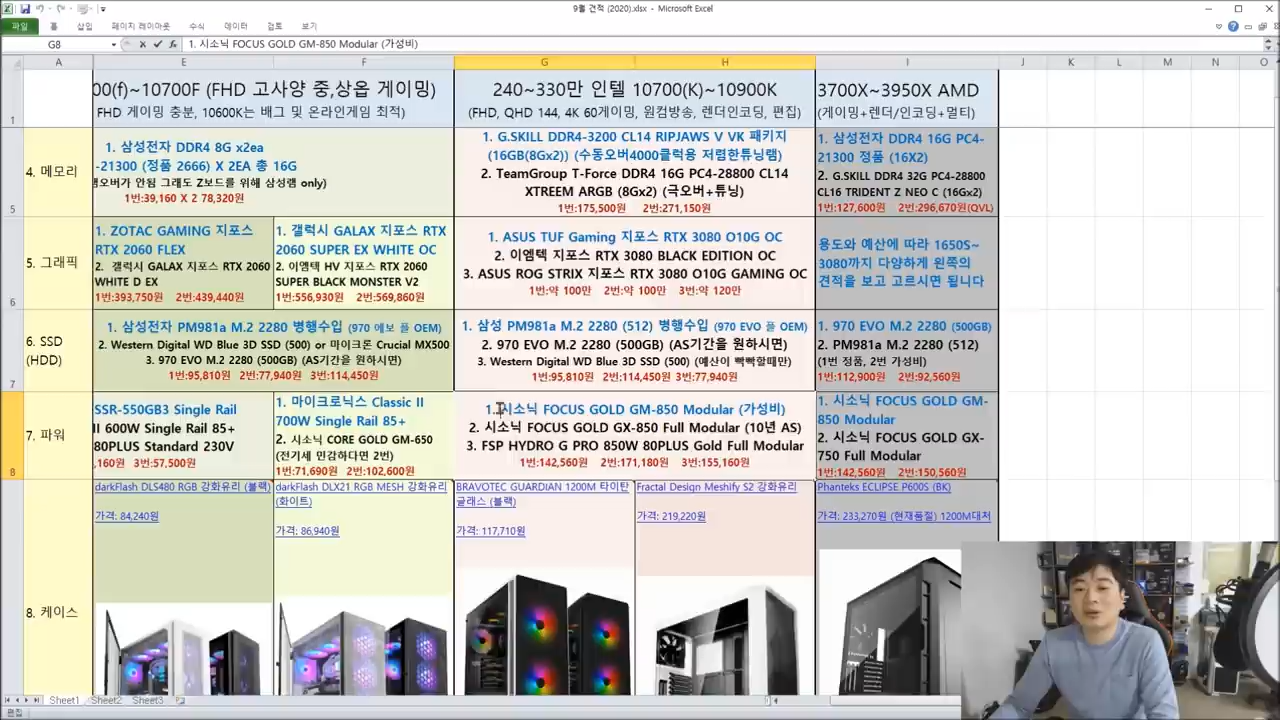 9월 견적 (2020).xlsx - Microsoft Excel
파일 홈 삽입 페이지 레이아웃 수식 데이터 검토 보기
G8 1. 시소닉 FOCUS GOLD GM-850 Modular (가성비)
A E F G H I J K L M N O
1
00(f)~10700F (FHD 고사양 중,상옵 게이밍)
FHD 게이밍 충분, 10600K는 배그 및 온라인게임 최적)
240~330만 인텔 10700(K)~10900K
(FHD, QHD 144, 4K 60게이밍, 원컴방송, 렌더인코딩, 편집)
3700X~3950X AMD
(게이밍+렌더/인코딩+멀티)
5
4. 메모리
1. 삼성전자 DDR4 8G x2ea
-21300 (정품 2666) X 2EA 총 16G
램오버가 안됨 그래도 Z보드를 위해 삼성램 only)
1번:39,160 X 2 78,320원
1. G.SKILL DDR4-3200 CL14 RIPJAWS V VK 패키지
(16GB(8Gx2)) (수동오버4000클럭용 저렴한튜닝램)
2. TeamGroup T-Force DDR4 16G PC4-28800 CL14
XTREEM ARGB (8Gx2) (극오버+튜닝)
1번:175,500원 2번:271,150원
1. 삼성전자 DDR4 16G PC4-
21300 정품 (16X2)
2. G.SKILL DDR4 32G PC4-28800
CL16 TRIDENT Z NEO C (16Gx2)
1번:127,600원 2번:296,670원(QVL)
6
5. 그래픽
1. ZOTAC GAMING 지포스
RTX 2060 FLEX
2. 갤럭시 GALAX 지포스 RTX 2060
WHITE D EX
1번:393,750원 2번:439,440원
1. 갤럭시 GALAX 지포스 RTX
2060 SUPER EX WHITE OC
2. 이엠텍 HV 지포스 RTX 2060
SUPER BLACK MONSTER V2
1번:556,930원 2번:569,860원
1. ASUS TUF Gaming 지포스 RTX 3080 O10G OC
2. 이엠텍 지포스 RTX 3080 BLACK EDITION OC
3. ASUS ROG STRIX 지포스 RTX 3080 O10G GAMING OC
1번:약 100만 2번:약 100만 3번:약 120만
용도와 예산에 따라 1650S~
3080까지 다양하게 왼쪽의
견적을 보고 고르시면 됩니다
7
6. SSD
(HDD)
1. 삼성전자 PM981a M.2 2280 병행수입 (970 에보 플 OEM)
2. Western Digital WD Blue 3D SSD (500) or 마이크론 Crucial MX500
3. 970 EVO M.2 2280 (500GB) (AS기간을 원하시면)
1번:95,810원 2번:77,940원 3번:114,450원
1. 삼성 PM981a M.2 2280 (512) 병행수입 (970 EVO 플 OEM)
2. 970 EVO M.2 2280 (500GB) (AS기간을 원하시면)
3. Western Digital WD Blue 3D SSD (500) (예산이 빡빡할때만)
1번:95,810원 2번:114,450원 3번:77,940원
1. 970 EVO M.2 2280 (500GB)
2. PM981a M.2 2280 (512)
(1번 정품, 2번 가성비)
1번:112,900원 2번:92,560원
8
7. 파워
SSR-550GB3 Single Rail
II 600W Single Rail 85+
80PLUS Standard 230V
,160원 3번:57,500원
1. 마이크로닉스 Classic II
700W Single Rail 85+
2. 시소닉 CORE GOLD GM-650
(전기세 민감하다면 2번)
1번:71,690원 2번:102,600원
1. 시소닉 FOCUS GOLD GM-850 Modular (가성비)
2. 시소닉 FOCUS GOLD GX-850 Full Modular (10년 AS)
3. FSP HYDRO G PRO 850W 80PLUS Gold Full Modular
1번:142,560원 2번:171,180원 3번:155,160원
1. 시소닉 FOCUS GOLD GM-
850 Modular
2. 시소닉 FOCUS GOLD GX-
750 Full Modular
1번:142,560원 2번:150,560원
8. 케이스
darkFlash DLS480 RGB 강화유리 (블랙)
가격: 84,240원
darkFlash DLX21 RGB MESH 강화유리
(화이트)
가격: 86,940원
BRAVOTEC GUARDIAN 1200M 타이탄
글래스 (블랙)
가격: 117,710원
Fractal Design Meshify S2 강화유리
가격: 219,220원
Phanteks ECLIPSE P600S (BK)
가격: 233,270원 (현재품절) 1200M대처
Sheet1 Sheet2 Sheet3
편집